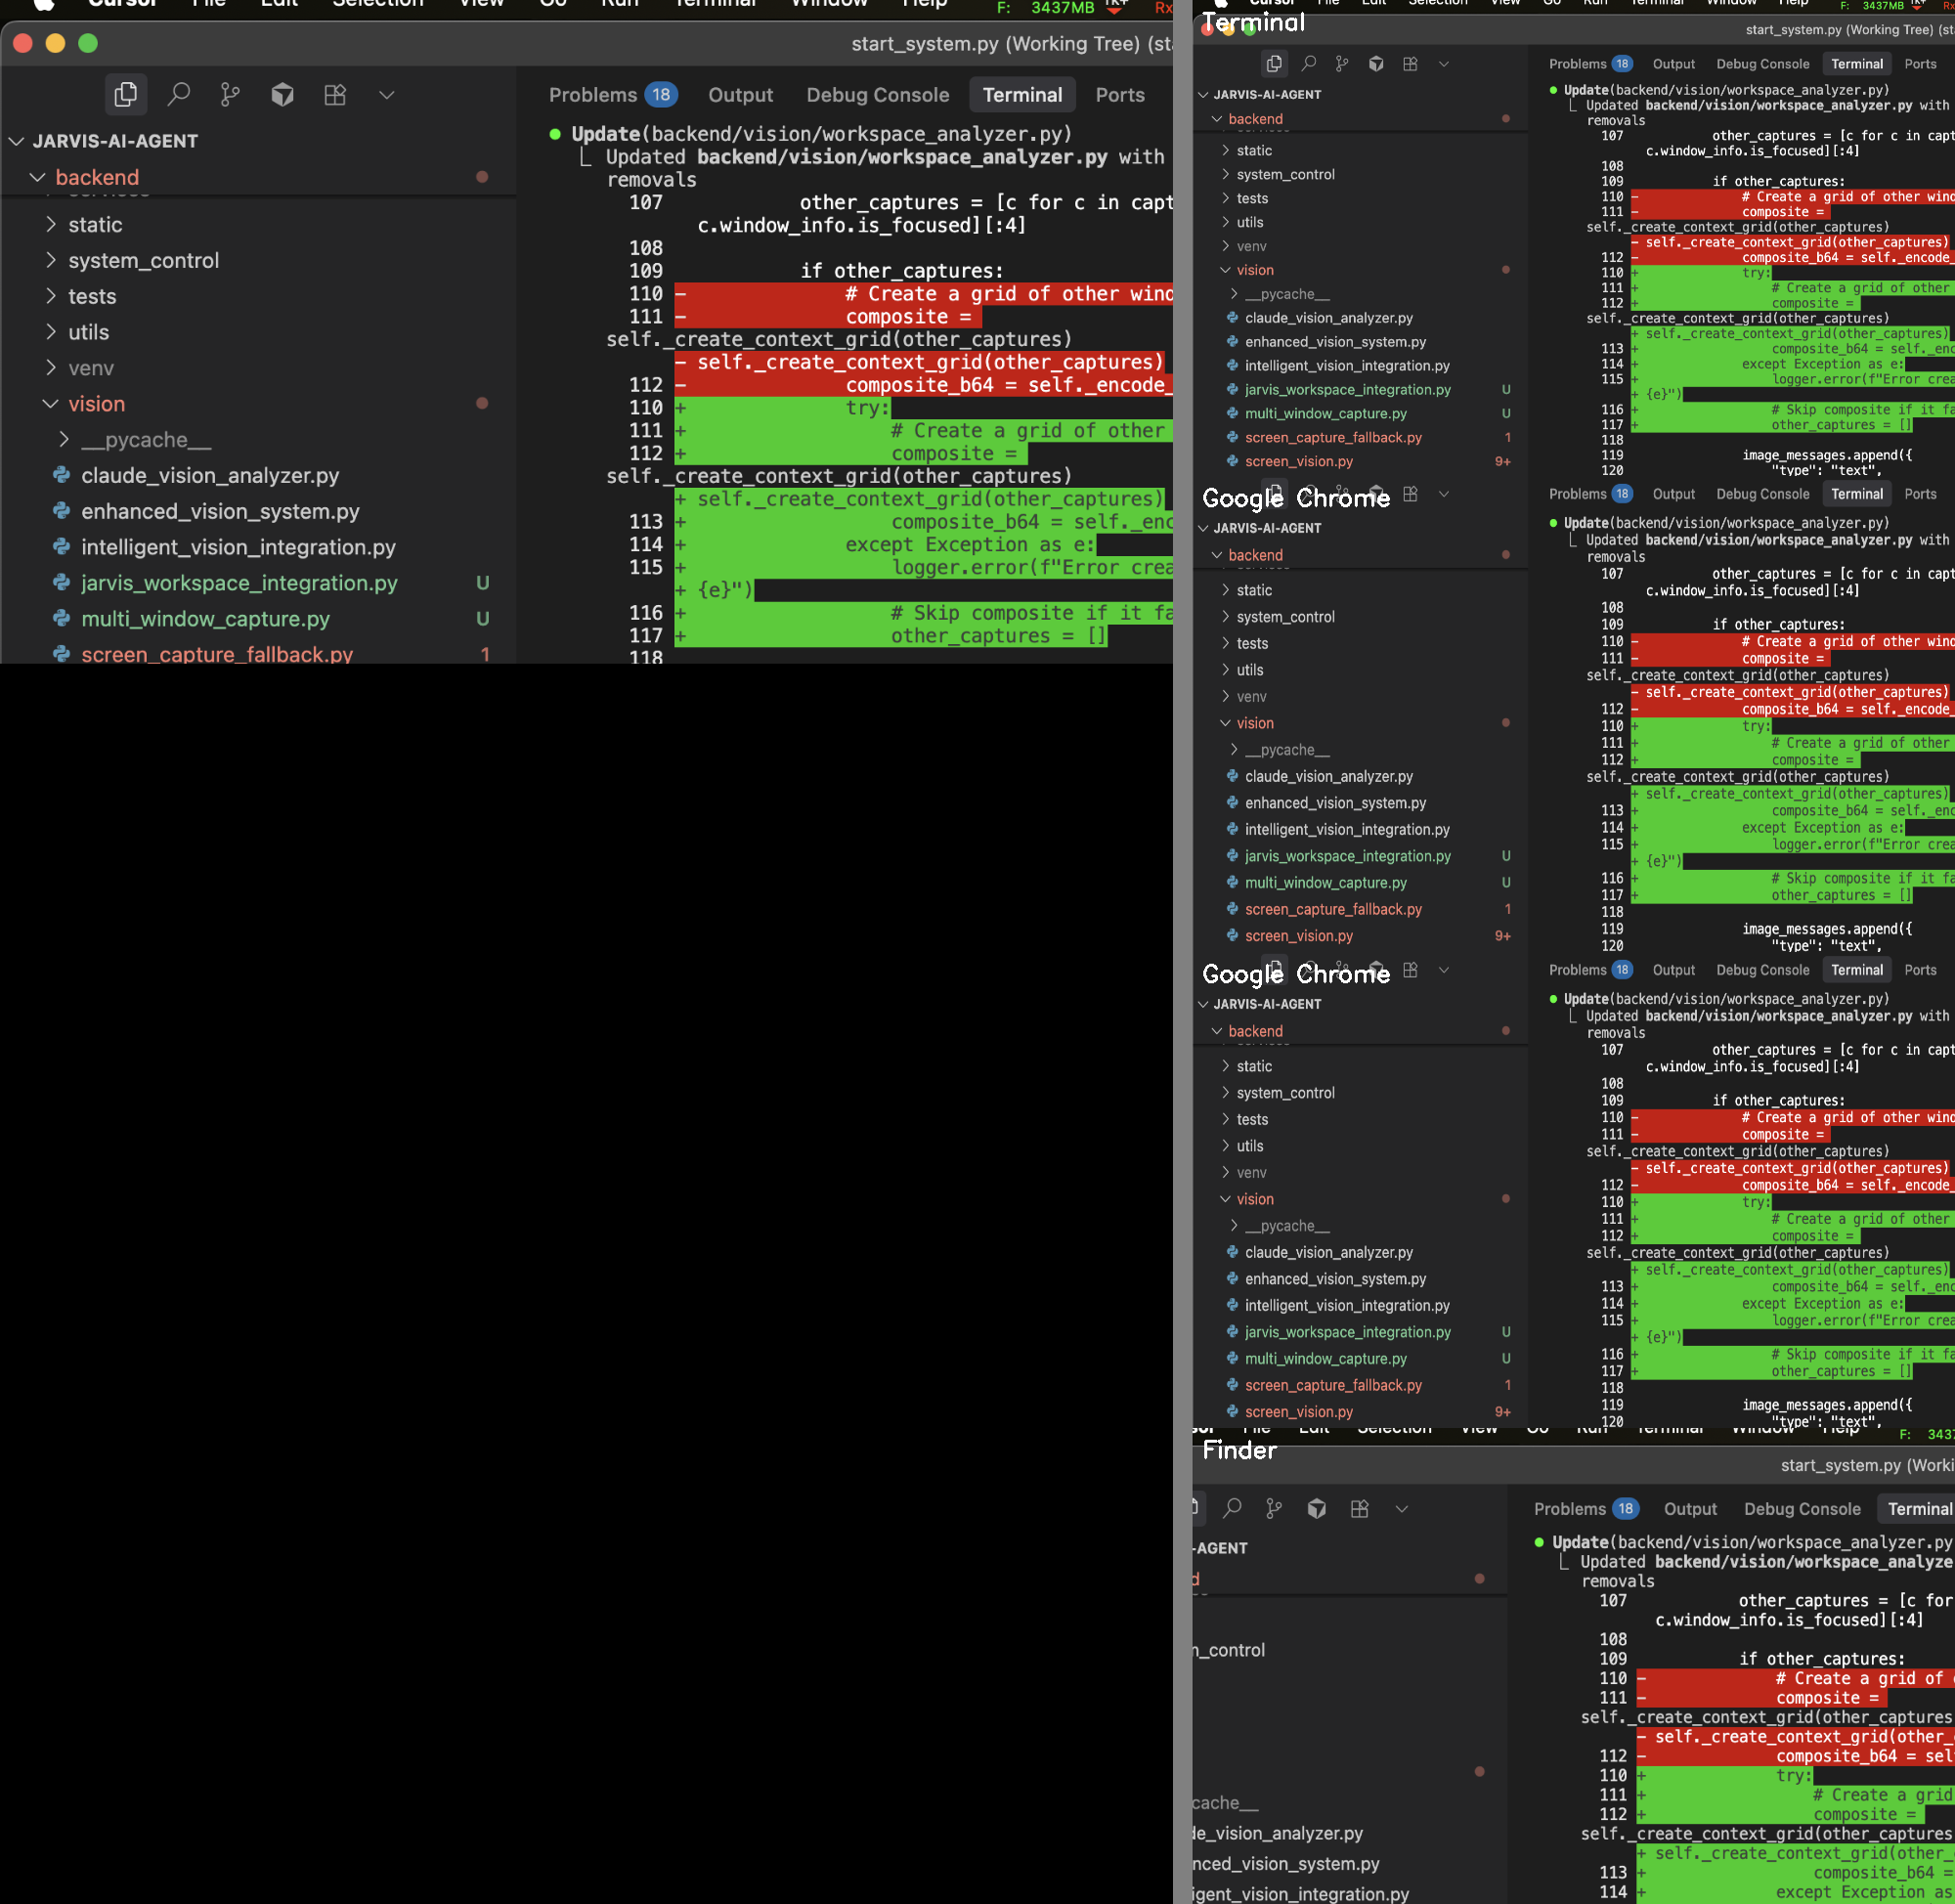 Cursor File Edit Selection View Go Run Terminal Window Help F: 3437MB
start_system.py (Working Tree) (st
JARVIS-AI-AGENT
backend
static
system_control
tests
utils
venv
vision
__pycache__
claude_vision_analyzer.py
enhanced_vision_system.py
intelligent_vision_integration.py
jarvis_workspace_integration.py U
multi_window_capture.py U
screen_capture_fallback.py 1
Problems 18 Output Debug Console Terminal Ports
Update(backend/vision/workspace_analyzer.py)
Updated backend/vision/workspace_analyzer.py with
removals
107 other_captures = [c for c in capt
c.window_info.is_focused][:4]
108
109 if other_captures:
110 - # Create a grid of other wind
111 - composite =
self._create_context_grid(other_captures)
- self._create_context_grid(other_captures)
112 - composite_b64 = self._encode_
110 + try:
111 + # Create a grid of other
112 + composite =
self._create_context_grid(other_captures)
+ self._create_context_grid(other_captures)
113 + composite_b64 = self._enc
114 + except Exception as e:
115 + logger.error(f"Error crea
+ {e}")
116 + # Skip composite if it fa
117 + other_captures = []
118
Cursor File Edit Selection View Go Run Terminal Window Help F: 3437MB
Terminal
start_system.py (Working Tree) (st
JARVIS-AI-AGENT
backend
static
system_control
tests
utils
venv
vision
__pycache__
claude_vision_analyzer.py
enhanced_vision_system.py
intelligent_vision_integration.py
jarvis_workspace_integration.py U
multi_window_capture.py U
screen_capture_fallback.py 1
screen_vision.py 9+
Problems 18 Output Debug Console Terminal Ports
Update(backend/vision/workspace_analyzer.py)
Updated backend/vision/workspace_analyzer.py with
removals
107 other_captures = [c for c in capt
c.window_info.is_focused][:4]
108
109 if other_captures:
110 - # Create a grid of other wind
111 - composite =
self._create_context_grid(other_captures)
- self._create_context_grid(other_captures)
112 - composite_b64 = self._encode_
110 + try:
111 + # Create a grid of other
112 + composite =
self._create_context_grid(other_captures)
+ self._create_context_grid(other_captures)
113 + composite_b64 = self._enc
114 + except Exception as e:
115 + logger.error(f"Error crea
+ {e}")
116 + # Skip composite if it fa
117 + other_captures = []
118
119 image_messages.append({
120 "type": "text",
Google Chrome
JARVIS-AI-AGENT
backend
static
system_control
tests
utils
venv
vision
__pycache__
claude_vision_analyzer.py
enhanced_vision_system.py
intelligent_vision_integration.py
jarvis_workspace_integration.py U
multi_window_capture.py U
screen_capture_fallback.py 1
screen_vision.py 9+
Problems 18 Output Debug Console Terminal Ports
Update(backend/vision/workspace_analyzer.py)
Updated backend/vision/workspace_analyzer.py with
removals
107 other_captures = [c for c in capt
c.window_info.is_focused][:4]
108
109 if other_captures:
110 - # Create a grid of other wind
111 - composite =
self._create_context_grid(other_captures)
- self._create_context_grid(other_captures)
112 - composite_b64 = self._encode_
110 + try:
111 + # Create a grid of other
112 + composite =
self._create_context_grid(other_captures)
+ self._create_context_grid(other_captures)
113 + composite_b64 = self._enc
114 + except Exception as e:
115 + logger.error(f"Error crea
+ {e}")
116 + # Skip composite if it fa
117 + other_captures = []
118
119 image_messages.append({
120 "type": "text",
Google Chrome
JARVIS-AI-AGENT
backend
static
system_control
tests
utils
venv
vision
__pycache__
claude_vision_analyzer.py
enhanced_vision_system.py
intelligent_vision_integration.py
jarvis_workspace_integration.py U
multi_window_capture.py U
screen_capture_fallback.py 1
screen_vision.py 9+
Problems 18 Output Debug Console Terminal Ports
Update(backend/vision/workspace_analyzer.py)
Updated backend/vision/workspace_analyzer.py with
removals
107 other_captures = [c for c in capt
c.window_info.is_focused][:4]
108
109 if other_captures:
110 - # Create a grid of other wind
111 - composite =
self._create_context_grid(other_captures)
- self._create_context_grid(other_captures)
112 - composite_b64 = self._encode_
110 + try:
111 + # Create a grid of other
112 + composite =
self._create_context_grid(other_captures)
+ self._create_context_grid(other_captures)
113 + composite_b64 = self._enc
114 + except Exception as e:
115 + logger.error(f"Error crea
+ {e}")
116 + # Skip composite if it fa
117 + other_captures = []
118
119 image_messages.append({
120 "type": "text",
sor File Edit Selection View Go Run Terminal Window Help F: 343
Finder
start_system.py (Worki
-AGENT
d
n_control
cache__
de_vision_analyzer.py
nced_vision_system.py
igent_vision_integration.py
Problems 18 Output Debug Console Terminal
Update(backend/vision/workspace_analyzer.py
Updated backend/vision/workspace_analyze
removals
107 other_captures = [c for
c.window_info.is_focused][:4]
108
109 if other_captures:
110 - # Create a grid of
111 - composite =
self._create_context_grid(other_captures
- self._create_context_grid(other_
112 - composite_b64 = sel
110 + try:
111 + # Create a grid
112 + composite =
self._create_context_grid(other_captures
+ self._create_context_grid(other_
113 + composite_b64 =
114 + except Exception as